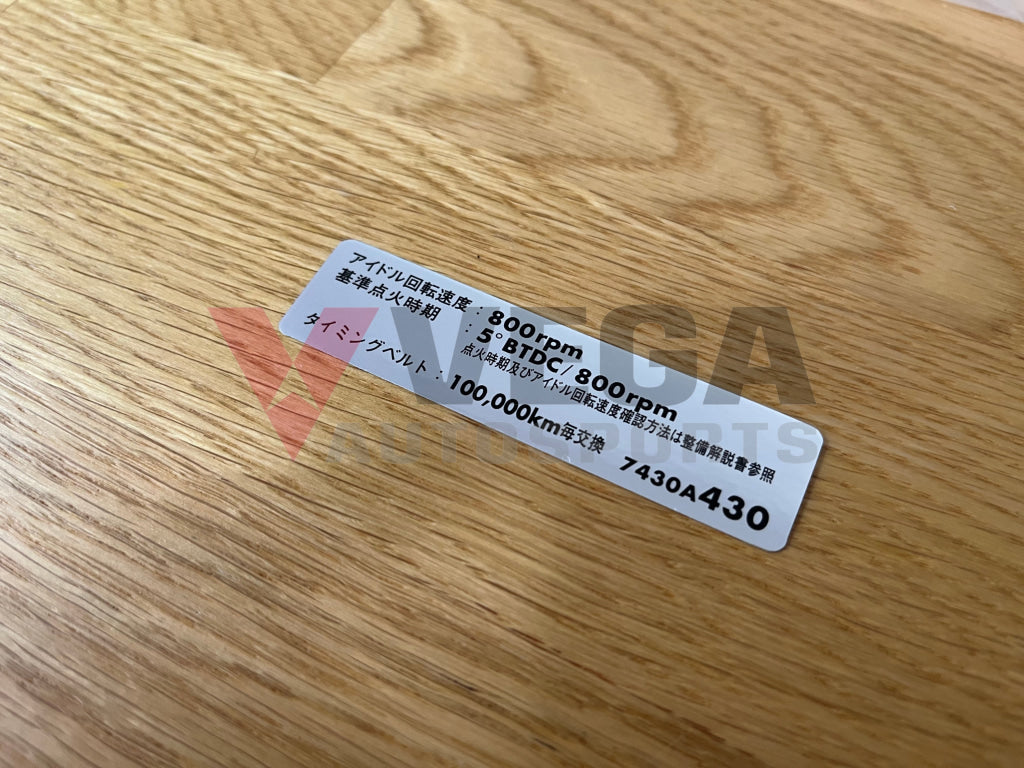 アイドル回転速度 : 800rpm
基準点火時期 : 5°BTDC/800rpm
点火時期及びアイドル回転速度確認方法は整備解説書参照
タイミングベルト : 100,000km毎交換
7430A430
VEGA
AUTOSPORTS